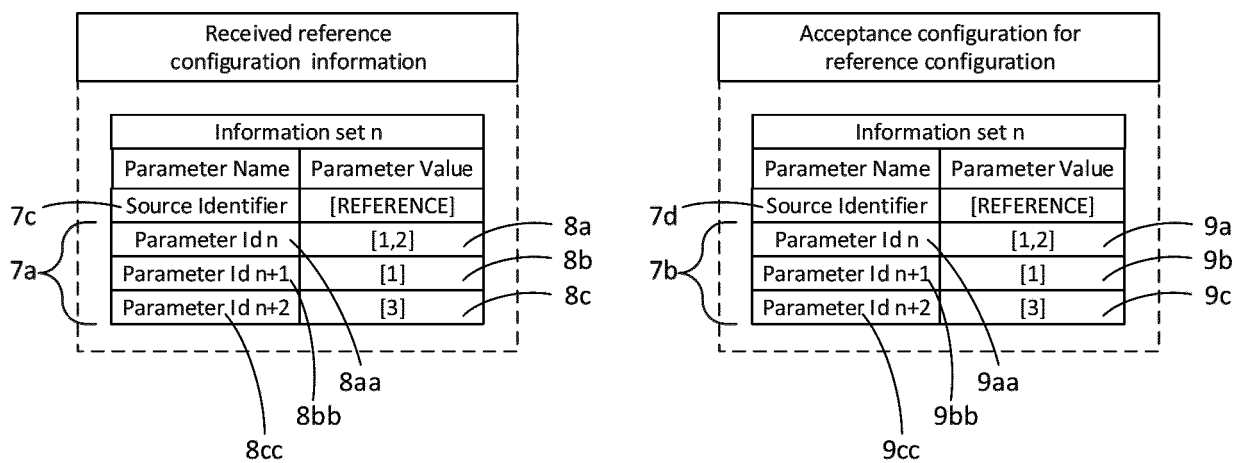 Received reference
configuration information
Information set n
Parameter Name Parameter Value
7c Source Identifier [REFERENCE]
7a Parameter Id n [1,2] 8a
Parameter Id n+1 [1] 8b
Parameter Id n+2 [3] 8c
8aa
8bb
8cc
Acceptance configuration for
reference configuration
Information set n
Parameter Name Parameter Value
7d Source Identifier [REFERENCE]
7b Parameter Id n [1,2] 9a
Parameter Id n+1 [1] 9b
Parameter Id n+2 [3] 9c
9aa
9bb
9cc